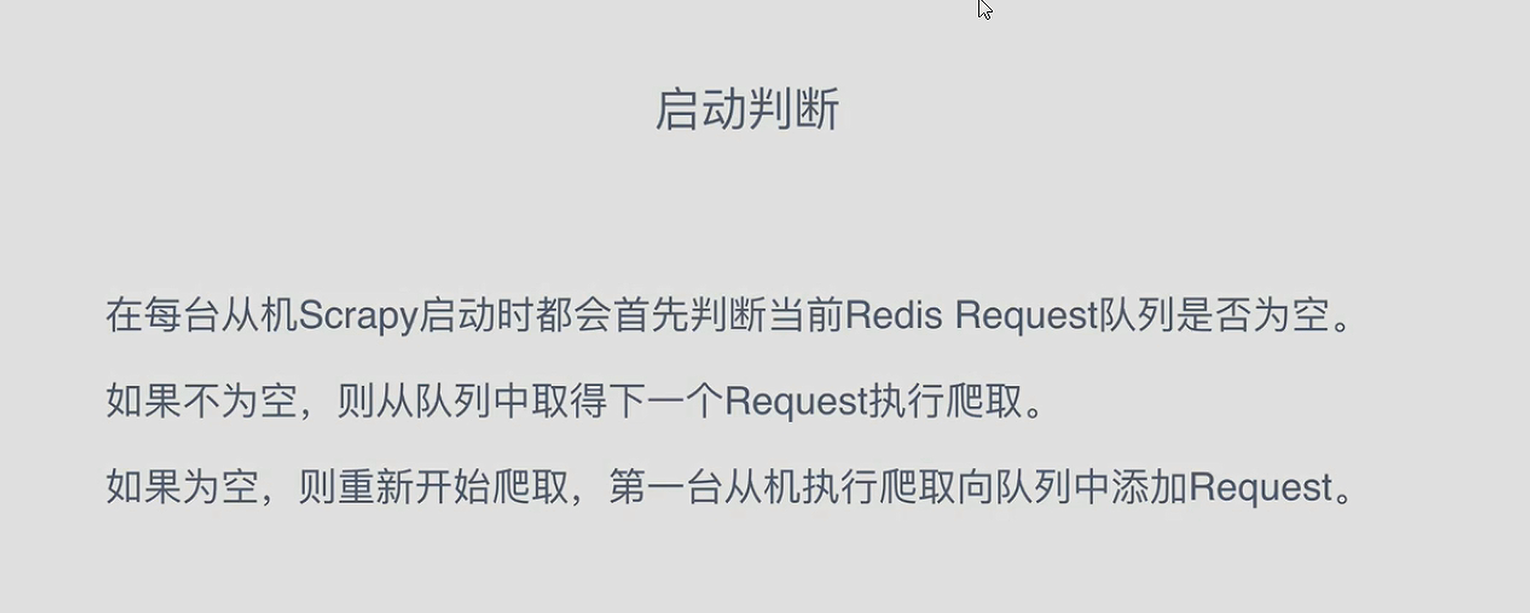 启动判断
在每台从机Scrapy启动时都会首先判断当前Redis Request队列是否为空。
如果不为空，则从队列中取得下一个Request执行爬取。
如果为空，则重新开始爬取，第一台从机执行爬取向队列中添加Request。